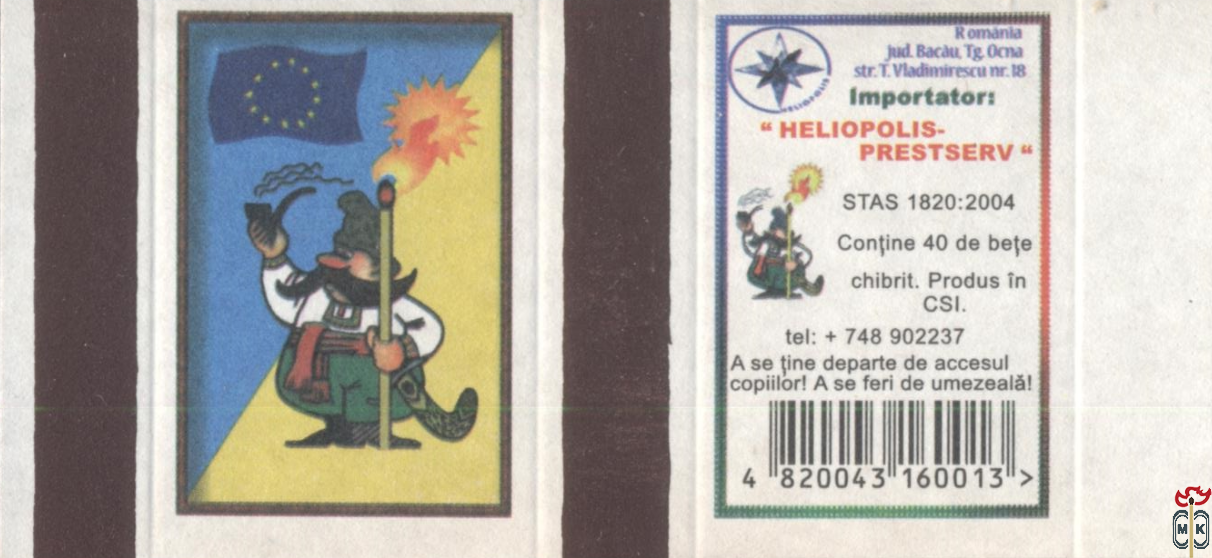 România
jud. Bacău, Tg. Ocna
str. T. Vladimirescu nr. 18
HELIOPOLIS
Importator:
“ HELIOPOLIS-
PRESTSERV “
STAS 1820:2004
Conține 40 de bețe
chibrit. Produs în
CSI.
tel: + 748 902237
A se ține departe de accesul
copiilor! A se feri de umezeală!
4 820043 160013 >
M K